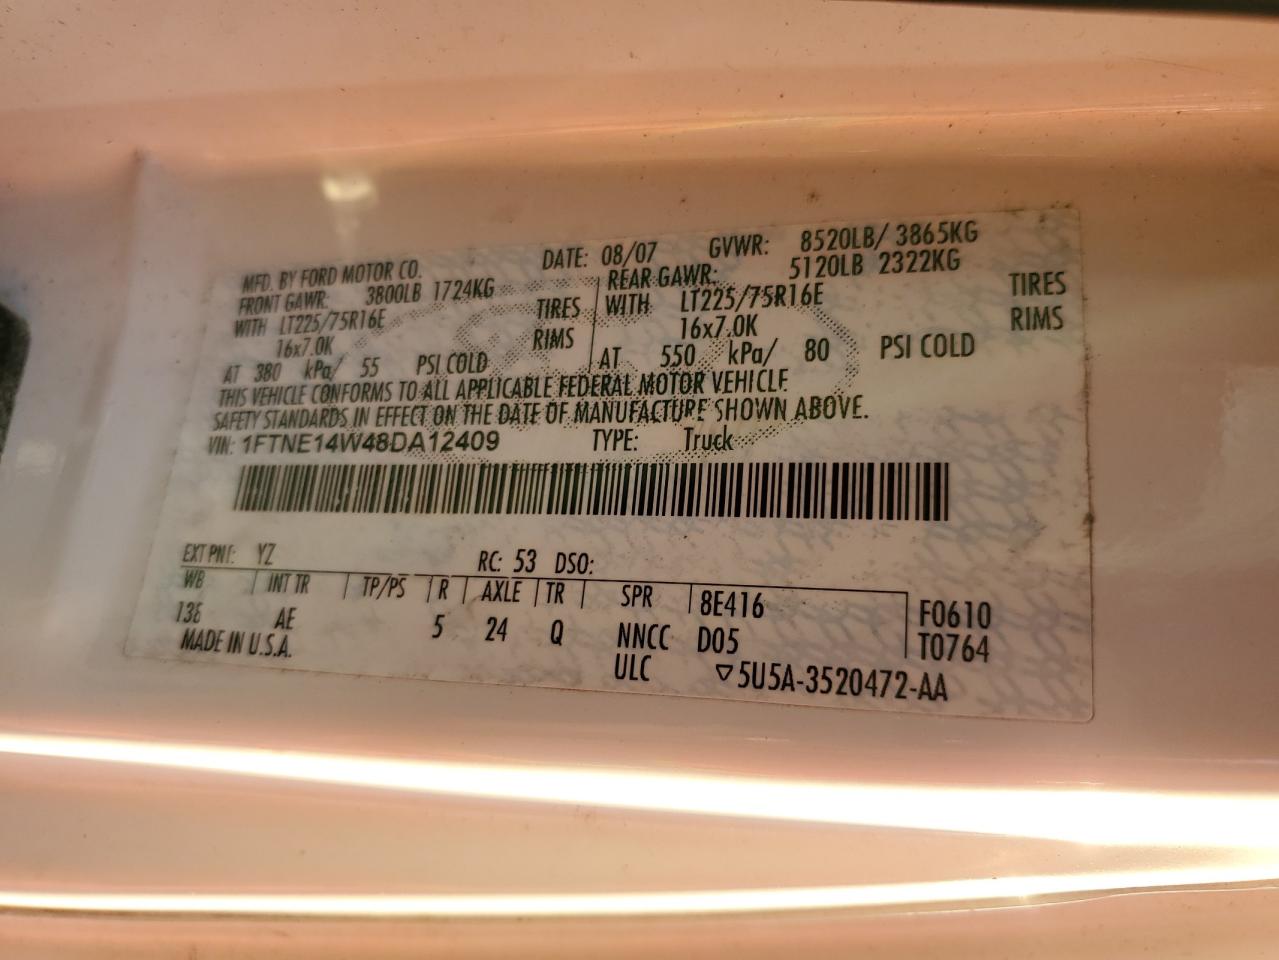 MFD. BY FORD MOTOR CO. DATE: 08/07 GVWR: 8520LB/ 3865KG
FRONT GAWR: 3800LB 1724KG REAR GAWR: 5120LB 2322KG
WITH LT225/75R16E TIRES WITH LT225/75R16E TIRES
16x7.0K RIMS 16x7.0K RIMS
AT 380 kPa/ 55 PSI COLD AT 550 kPa/ 80 PSI COLD
THIS VEHICLE CONFORMS TO ALL APPLICABLE FEDERAL MOTOR VEHICLE
SAFETY STANDARDS IN EFFECT ON THE DATE OF MANUFACTURE SHOWN ABOVE.
VIN: 1FTNE14W48DA12409 TYPE: Truck
EXT PNT: YZ RC: 53 DSO:
WB INT TR TP/PS R AXLE TR SPR 8E416 F0610
138 AE 5 24 Q NNCC D05 T0764
MADE IN U.S.A. ULC ▽5U5A-3520472-AA